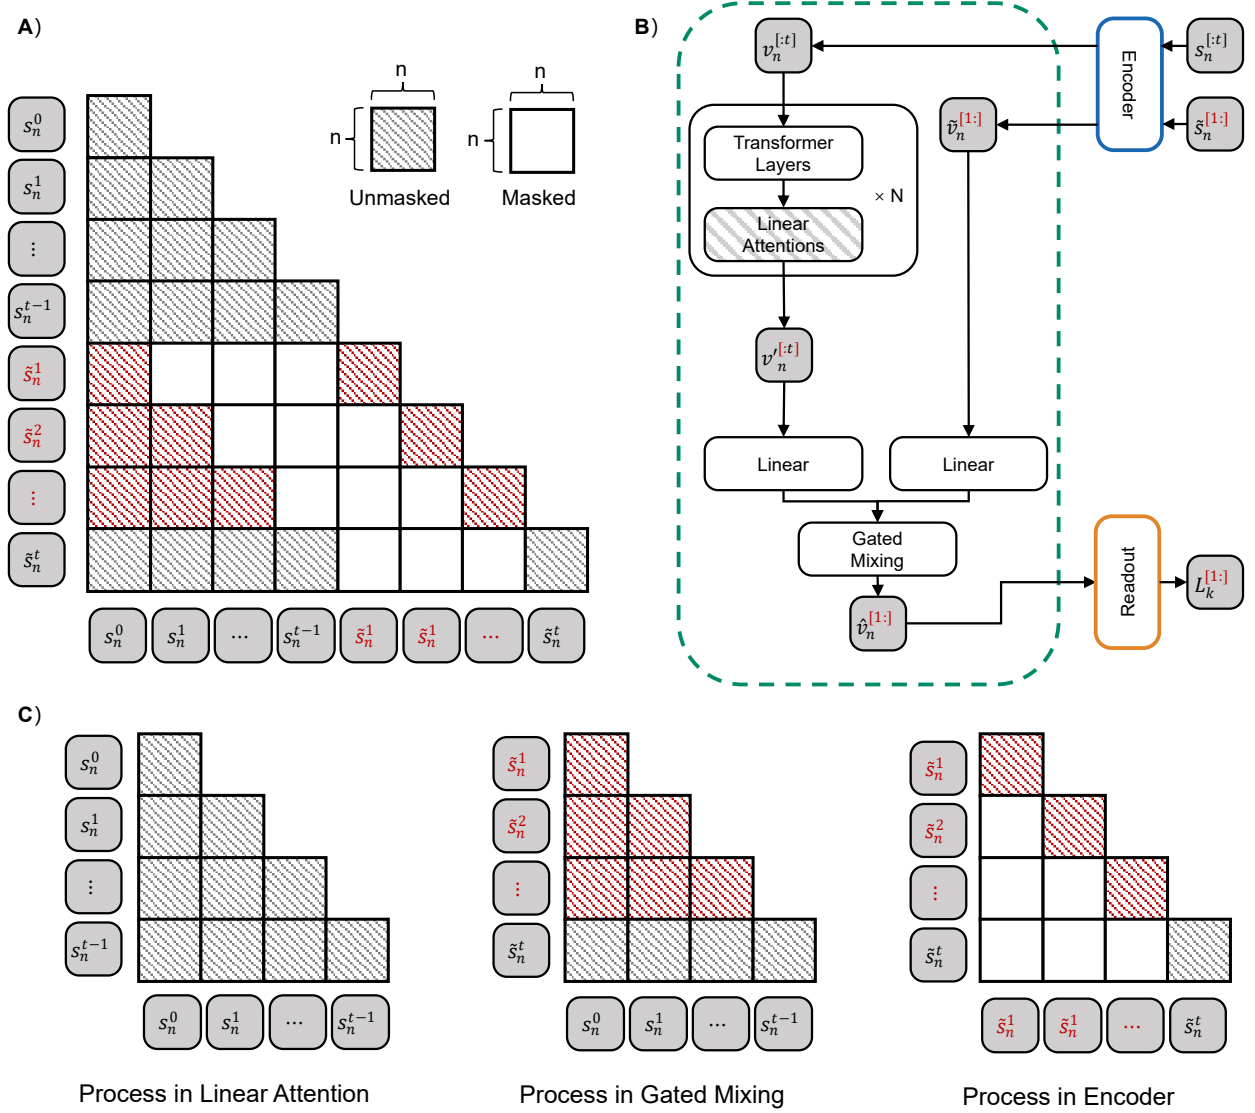 A)
n
n
n
n
Unmasked
Masked
s_n^0
s_n^1
⋮
s_n^{t−1}
s̃_n^1
s̃_n^2
⋮
s̃_n^t
s_n^0
s_n^1
⋯
s_n^{t−1}
s̃_n^1
s̃_n^1
⋯
s̃_n^t
B)
v_n^{[:t]}
Encoder
s_n^{[:t]}
ṽ_n^{[1:]}
s̃_n^{[1:]}
Transformer
Layers
× N
Linear
Attentions
v′_n^{[:t]}
Linear
Linear
Gated
Mixing
v̂_n^{[1:]}
Readout
L_k^{[1:]}
C)
s_n^0
s_n^1
⋮
s_n^{t−1}
s_n^0
s_n^1
⋯
s_n^{t−1}
Process in Linear Attention
s̃_n^1
s̃_n^2
⋮
s̃_n^t
s_n^0
s_n^1
⋯
s_n^{t−1}
Process in Gated Mixing
s̃_n^1
s̃_n^2
⋮
s̃_n^t
s̃_n^1
s̃_n^1
⋯
s̃_n^t
Process in Encoder